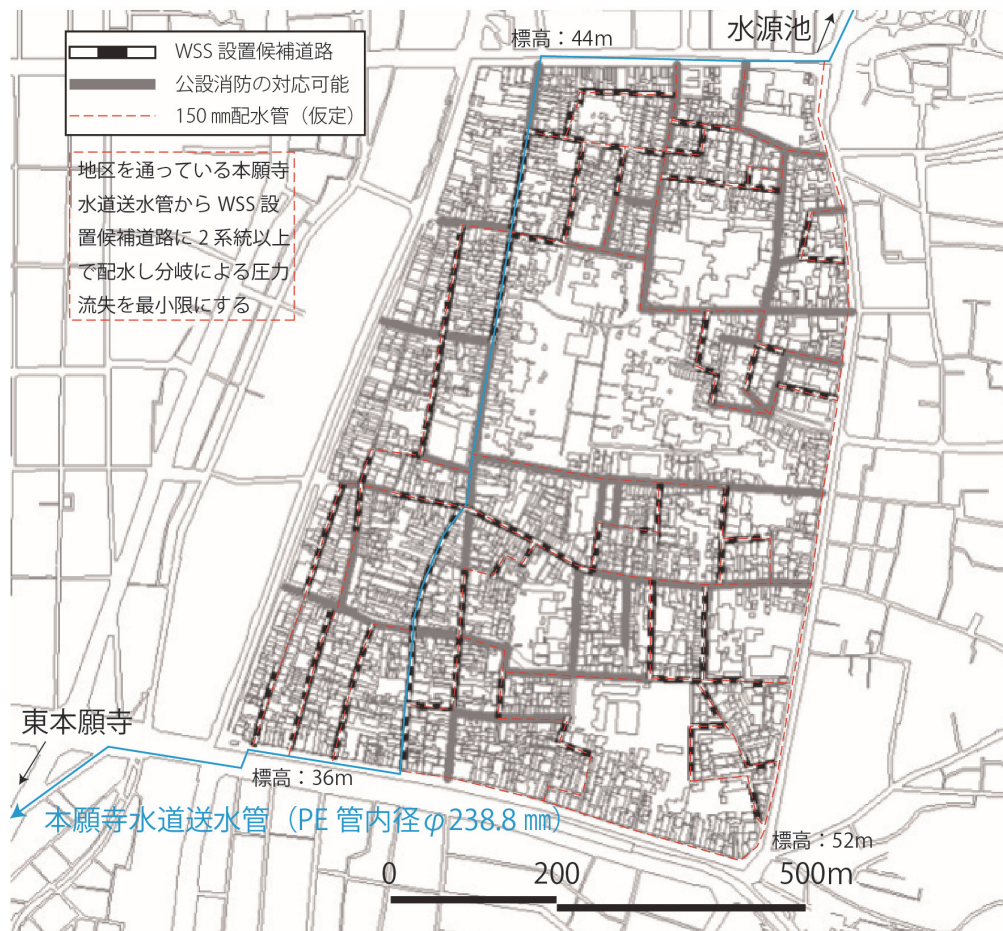 標高：44m
水源池
WSS 設置候補道路
公設消防の対応可能
150 ㎜配水管（仮定）
地区を通っている本願寺
水道送水管から WSS 設
置候補道路に 2 系統以上
で配水し分岐による圧力
流失を最小限にする
東本願寺
標高：36m
本願寺水道送水管（PE 管内径φ238.8 ㎜）
標高：52m
0 200 500m